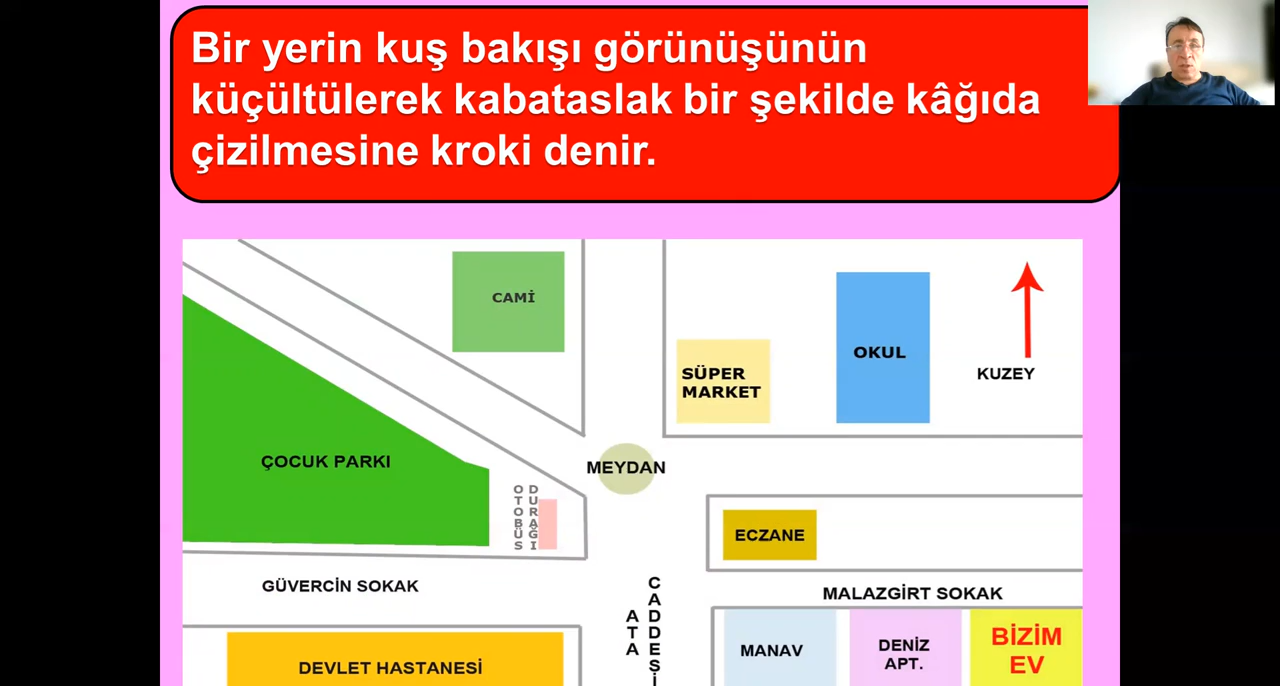 Bir yerin kuş bakışı görünüşünün
küçültülerek kabataslak bir şekilde kâğıda
çizilmesine kroki denir.
CAMİ
SÜPER
MARKET
OKUL
KUZEY
ÇOCUK PARKI
MEYDAN
OTOBÜS
DURAĞI
ECZANE
GÜVERCİN SOKAK
MALAZGİRT SOKAK
ATA
CADDESİ
MANAV
DENİZ
APT.
BİZİM
EV
DEVLET HASTANESİ